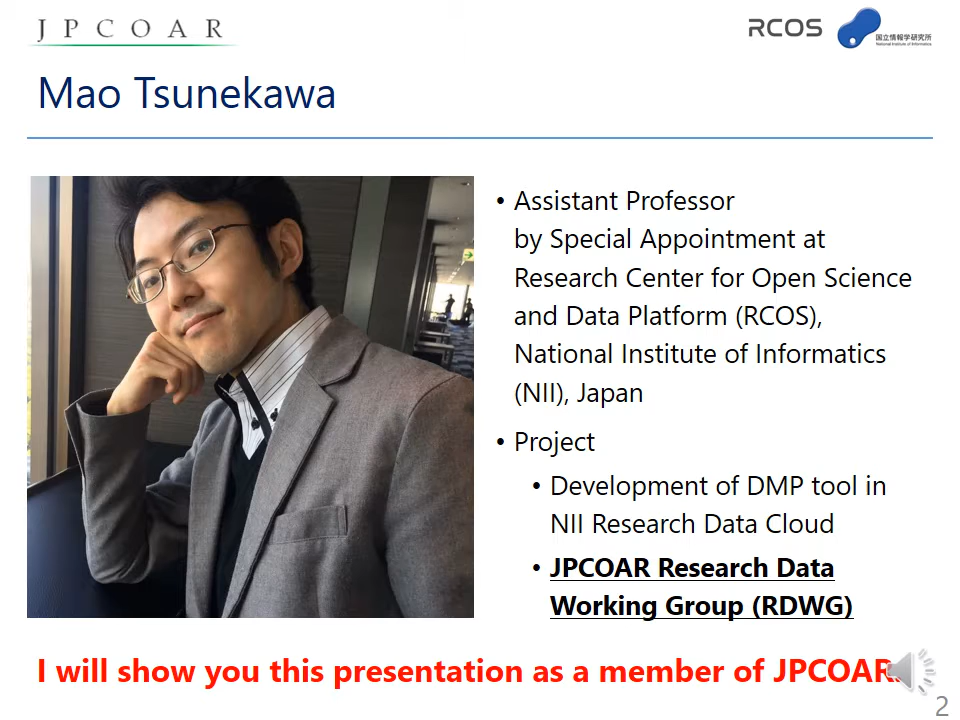 JPCOAR
RCOS
国立情報学研究所
National Institute of Informatics
Mao Tsunekawa
• Assistant Professor
by Special Appointment at
Research Center for Open Science
and Data Platform (RCOS),
National Institute of Informatics
(NII), Japan
• Project
• Development of DMP tool in
NII Research Data Cloud
• JPCOAR Research Data
Working Group (RDWG)
I will show you this presentation as a member of JPCOAR.
2